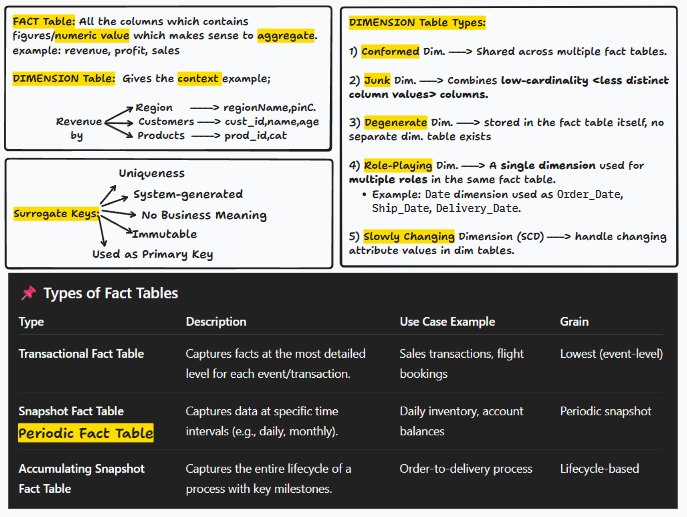 FACT Table: All the columns which contains
figures/numeric value which makes sense to aggregate.
example: revenue, profit, sales
DIMENSION Table: Gives the context example;
Region ——> regionName,pinC.
Revenue Customers ——> cust_id,name,age
by Products ——> prod_id,cat
Uniqueness
System-generated
Surrogate Keys: No Business Meaning
Immutable
Used as Primary Key
DIMENSION Table Types:
1) Conformed Dim. ——> Shared across multiple fact tables.
2) Junk Dim. ——> Combines low-cardinality <less distinct
column values> columns.
3) Degenerate Dim. ——> stored in the fact table itself, no
separate dim. table exists
4) Role-Playing Dim. ——> A single dimension used for
multiple roles in the same fact table.
• Example: Date dimension used as Order_Date,
Ship_Date, Delivery_Date.
5) Slowly Changing Dimension (SCD) ——> handle changing
attribute values in dim tables.
📌 Types of Fact Tables
Type Description Use Case Example Grain
Transactional Fact Table Captures facts at the most detailed Sales transactions, flight Lowest (event-level)
level for each event/transaction. bookings
Snapshot Fact Table Captures data at specific time Daily inventory, account Periodic snapshot
Periodic Fact Table intervals (e.g., daily, monthly). balances
Accumulating Snapshot Captures the entire lifecycle of a Order-to-delivery process Lifecycle-based
Fact Table process with key milestones.